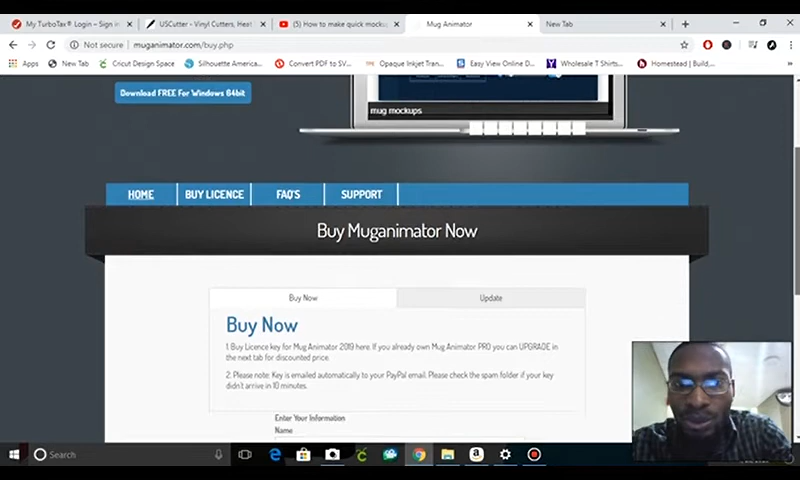 My TurboTax® Login – Sign in
USCutter - Vinyl Cutters, Heat
(5) How to make quick mocku
Mug Animator
New Tab
Not secure | muganimator.com/buy.php
Apps
New Tab
Cricut Design Space
Silhouette America...
Convert PDF to SV...
Opaque Inkjet Tran...
Easy View Online D...
Wholesale T Shirts...
Homestead | Build,...
Download FREE For Windows 64bit
mug mockups
HOME
BUY LICENCE
FAQ'S
SUPPORT
Buy Muganimator Now
Buy Now
Update
Buy Now
1. Buy Licence key for Mug Animator 2019 here. If you already own Mug Animator PRO you can UPGRADE in
the next tab for discounted price.
2. Please note: Key is emailed automatically to your PayPal email. Please check the spam folder if your key
didn't arrive in 10 minutes.
Enter Your Information
Name
Search